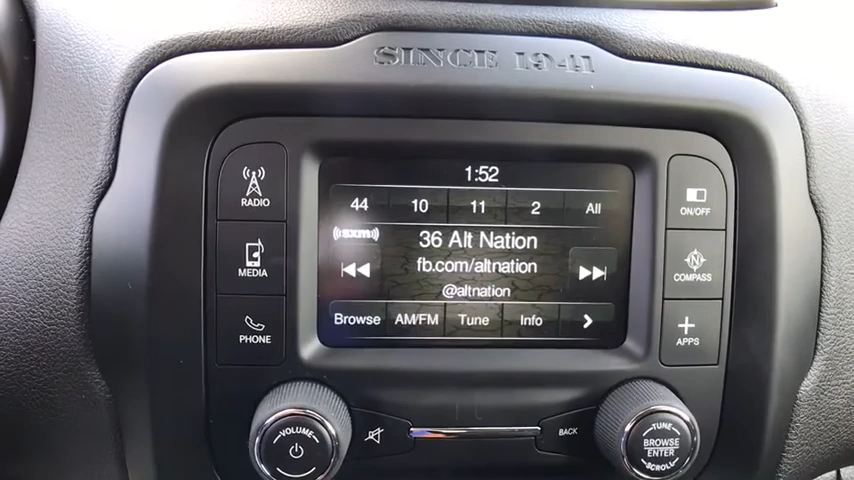 SINCE 1941
1:52
44 10 11 2 All
sxm
36 Alt Nation
fb.com/altnation
@altnation
Browse AM/FM Tune Info
RADIO
MEDIA
PHONE
ON/OFF
COMPASS
APPS
VOLUME
BACK
TUNE
BROWSE
ENTER
SCROLL